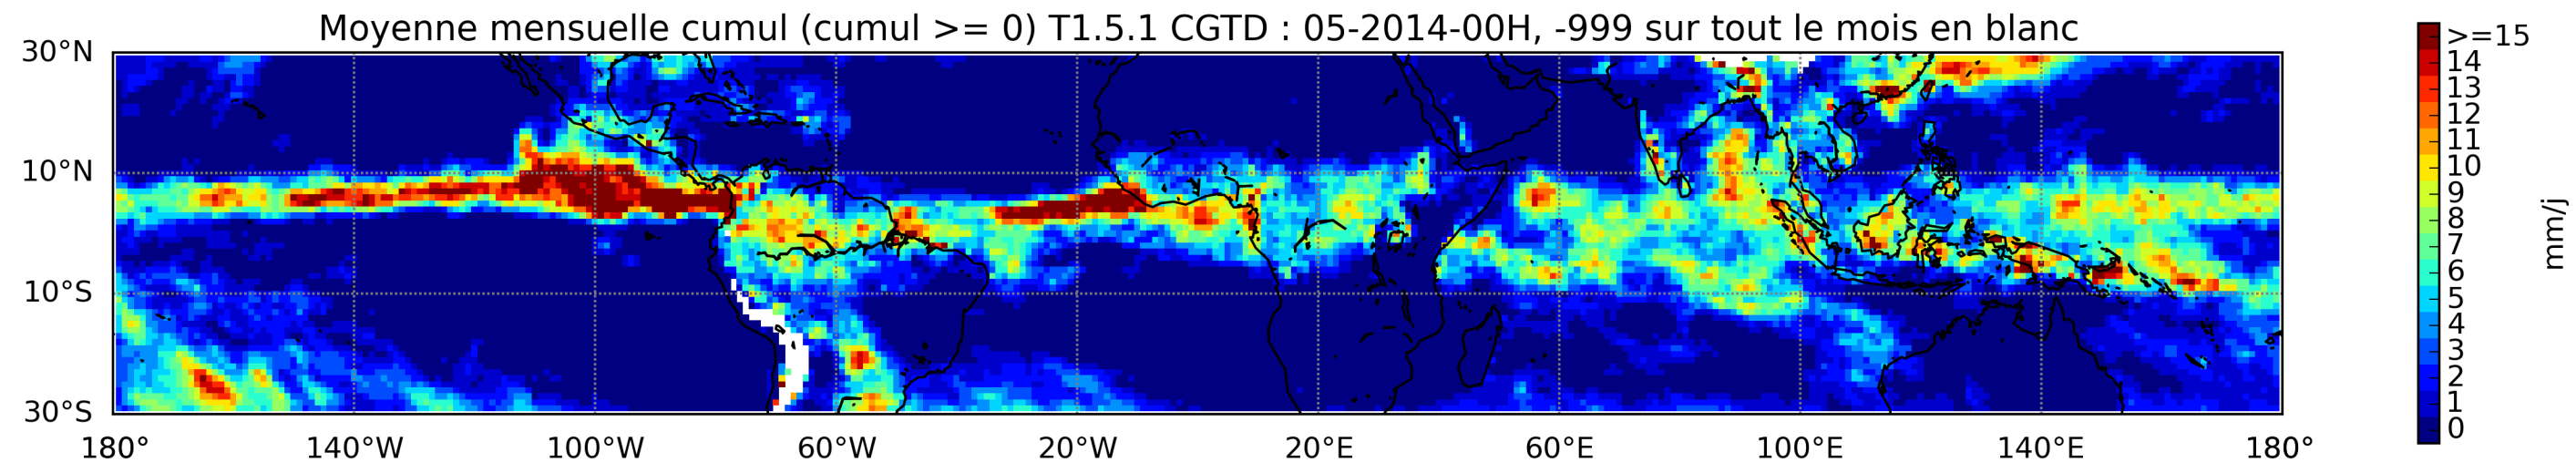 Moyenne mensuelle cumul (cumul >= 0) T1.5.1 CGTD : 05-2014-00H, -999 sur tout le mois en blanc
30°N
10°N
10°S
30°S
180° 140°W 100°W 60°W 20°W 20°E 60°E 100°E 140°E 180°
>=15
14
13
12
11
10
9
8
7
6
5
4
3
2
1
0
mm/j